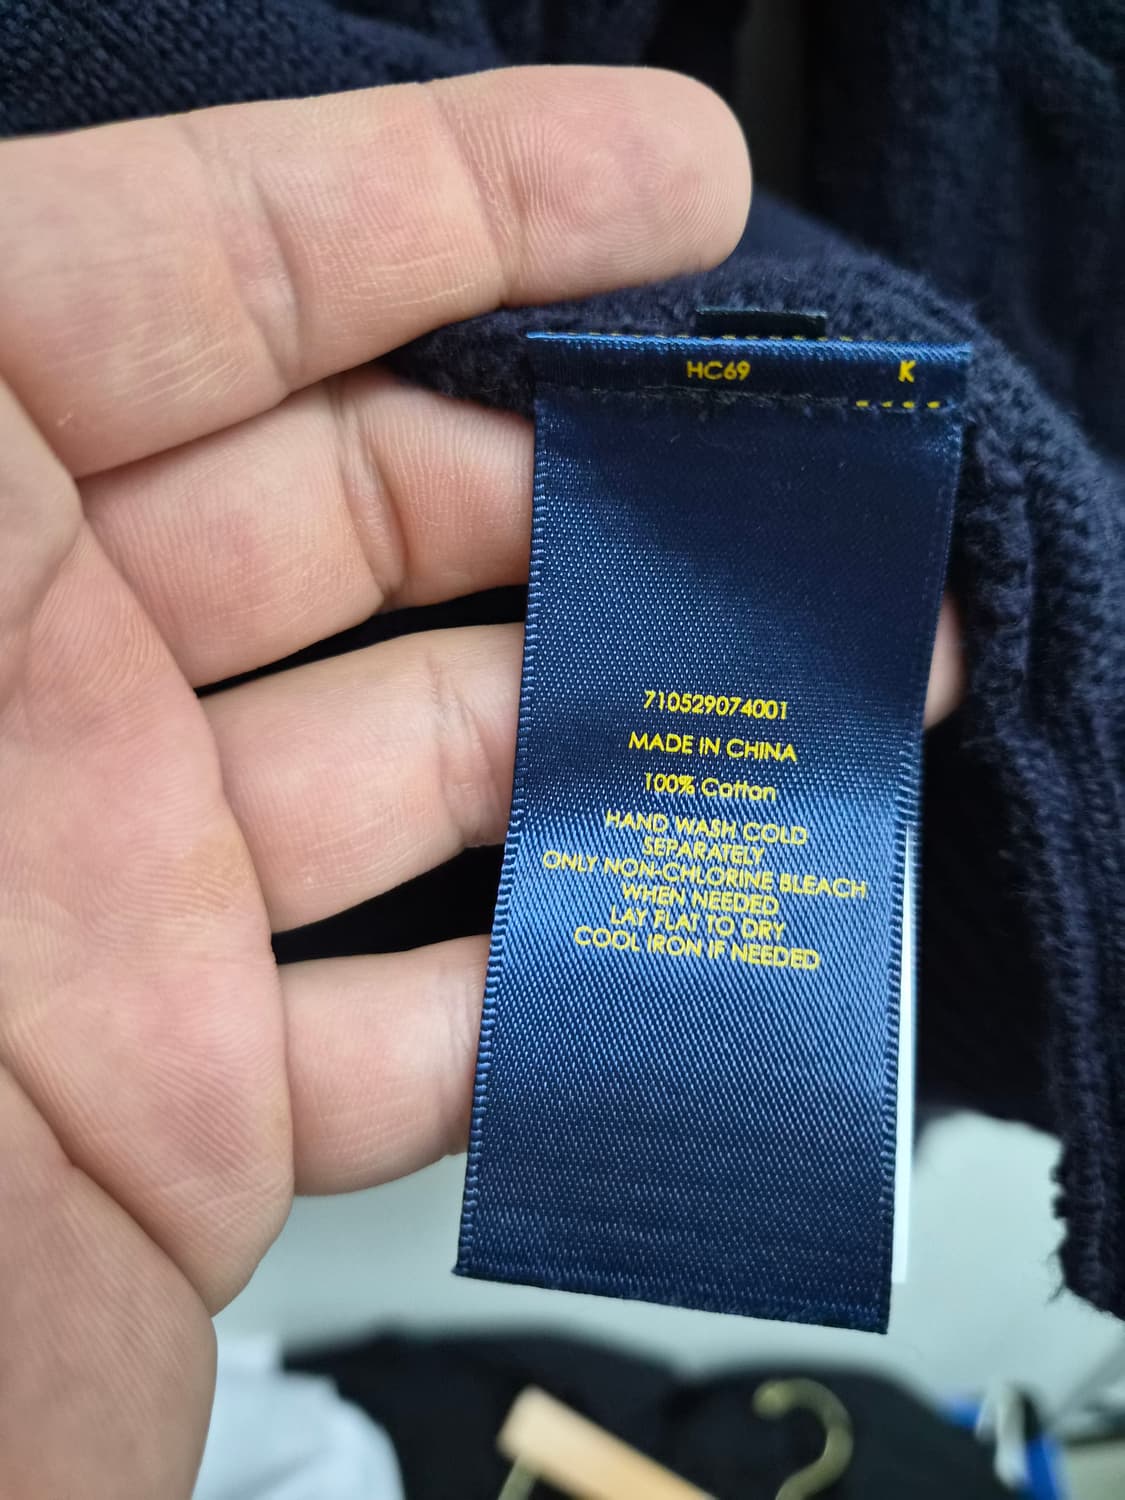 HC69 K
710529074001
MADE IN CHINA
100% Cotton
HAND WASH COLD
SEPARATELY
ONLY NON-CHLORINE BLEACH
WHEN NEEDED
LAY FLAT TO DRY
COOL IRON IF NEEDED